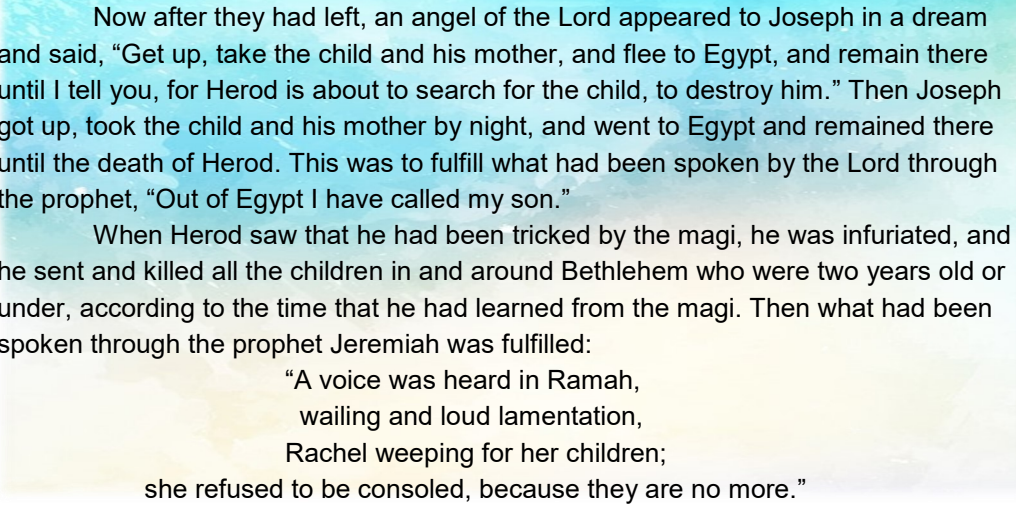 Now after they had left, an angel of the Lord appeared to Joseph in a dream
and said, “Get up, take the child and his mother, and flee to Egypt, and remain there
until I tell you, for Herod is about to search for the child, to destroy him.” Then Joseph
got up, took the child and his mother by night, and went to Egypt and remained there
until the death of Herod. This was to fulfill what had been spoken by the Lord through
the prophet, “Out of Egypt I have called my son.”
When Herod saw that he had been tricked by the magi, he was infuriated, and
he sent and killed all the children in and around Bethlehem who were two years old or
under, according to the time that he had learned from the magi. Then what had been
spoken through the prophet Jeremiah was fulfilled:
“A voice was heard in Ramah,
wailing and loud lamentation,
Rachel weeping for her children;
she refused to be consoled, because they are no more.”